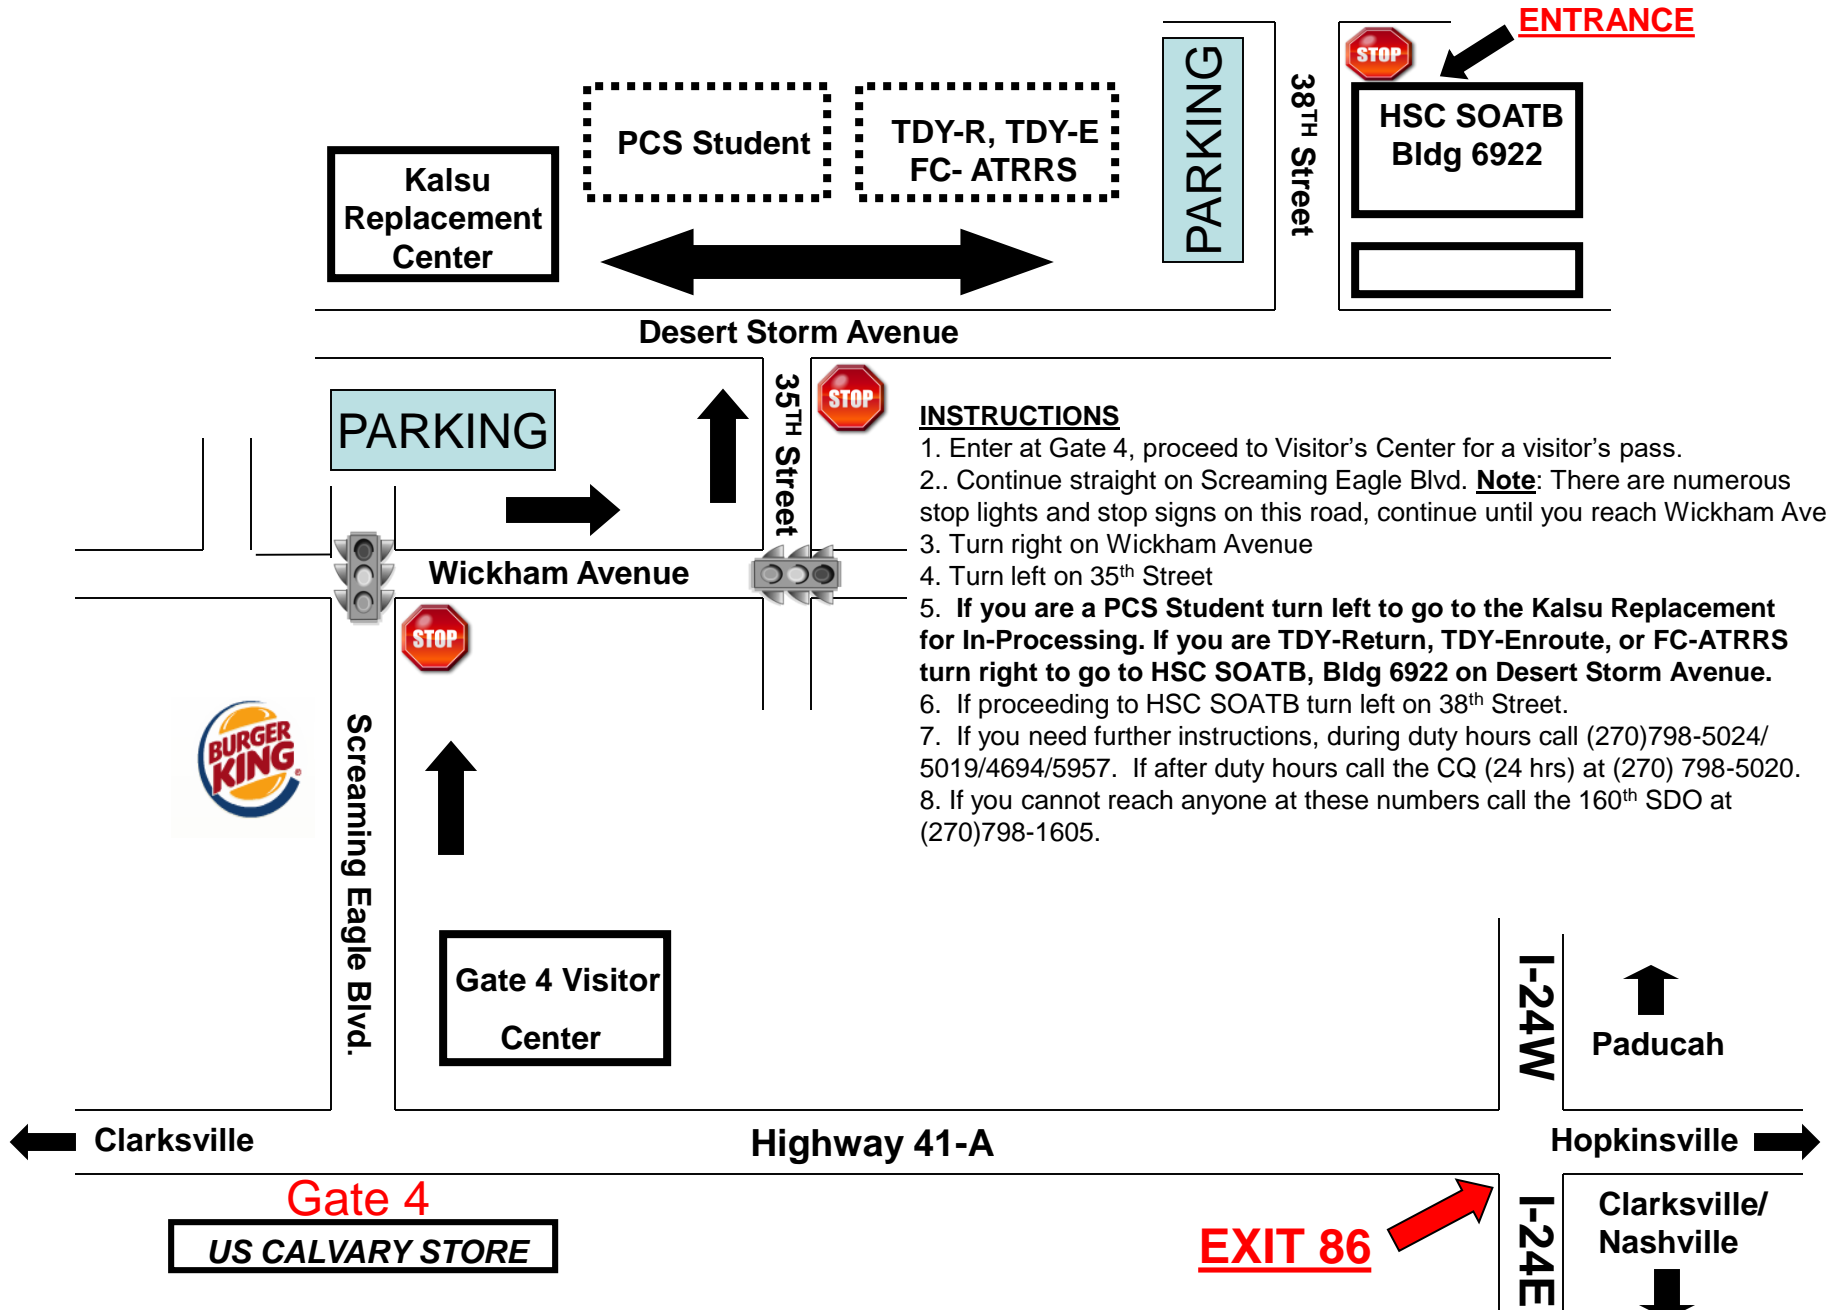 ENTRANCE
STOP
PARKING
38TH Street
HSC SOATB
Bldg 6922
PCS Student
TDY-R, TDY-E
FC- ATRRS
Kalsu
Replacement
Center
Desert Storm Avenue
PARKING
35TH Street
STOP
INSTRUCTIONS
1. Enter at Gate 4, proceed to Visitor’s Center for a visitor’s pass.
2.. Continue straight on Screaming Eagle Blvd. Note: There are numerous
stop lights and stop signs on this road, continue until you reach Wickham Ave
3. Turn right on Wickham Avenue
4. Turn left on 35th Street
5. If you are a PCS Student turn left to go to the Kalsu Replacement
for In-Processing. If you are TDY-Return, TDY-Enroute, or FC-ATRRS
turn right to go to HSC SOATB, Bldg 6922 on Desert Storm Avenue.
6. If proceeding to HSC SOATB turn left on 38th Street.
7. If you need further instructions, during duty hours call (270)798-5024/
5019/4694/5957. If after duty hours call the CQ (24 hrs) at (270) 798-5020.
8. If you cannot reach anyone at these numbers call the 160th SDO at
(270)798-1605.
Wickham Avenue
STOP
BURGER
KING
®
Screaming Eagle Blvd.
Gate 4 Visitor
Center
I-24W
Paducah
Clarksville
Highway 41-A
Hopkinsville
Gate 4
US CALVARY STORE
EXIT 86
I-24E
Clarksville/
Nashville